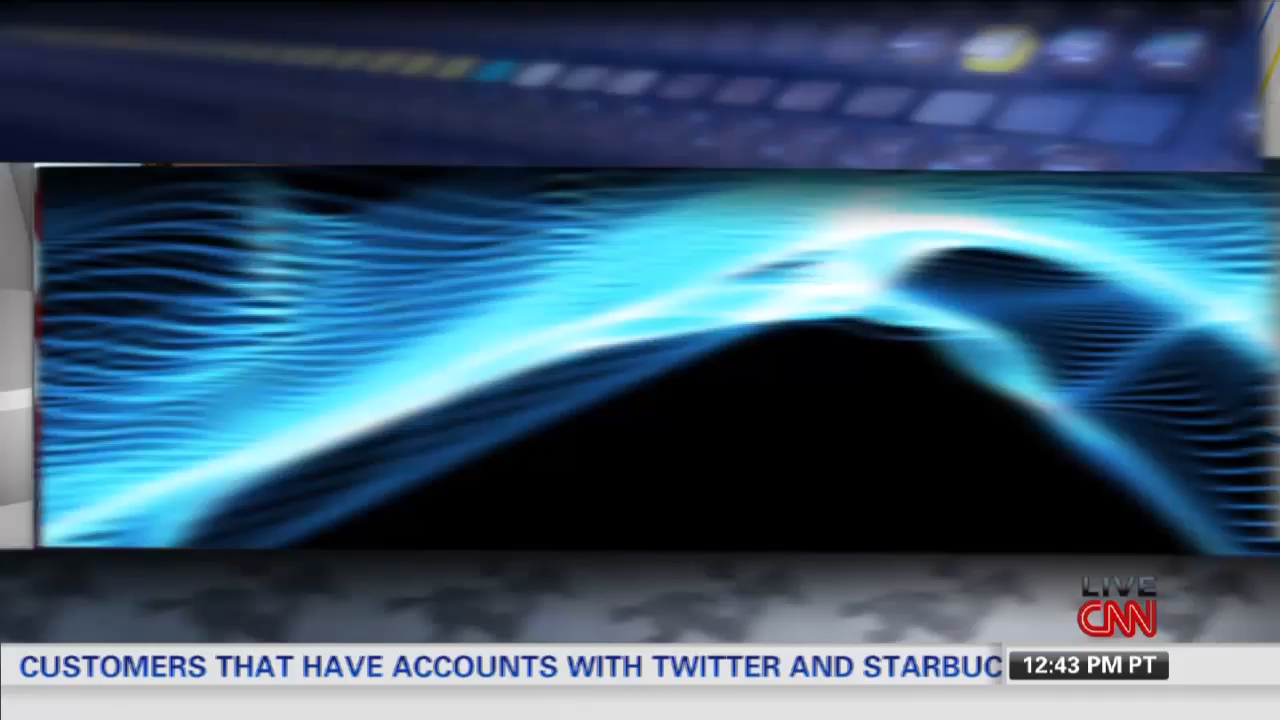 LIVE
CNN
CUSTOMERS THAT HAVE ACCOUNTS WITH TWITTER AND STARBUC
12:43 PM PT